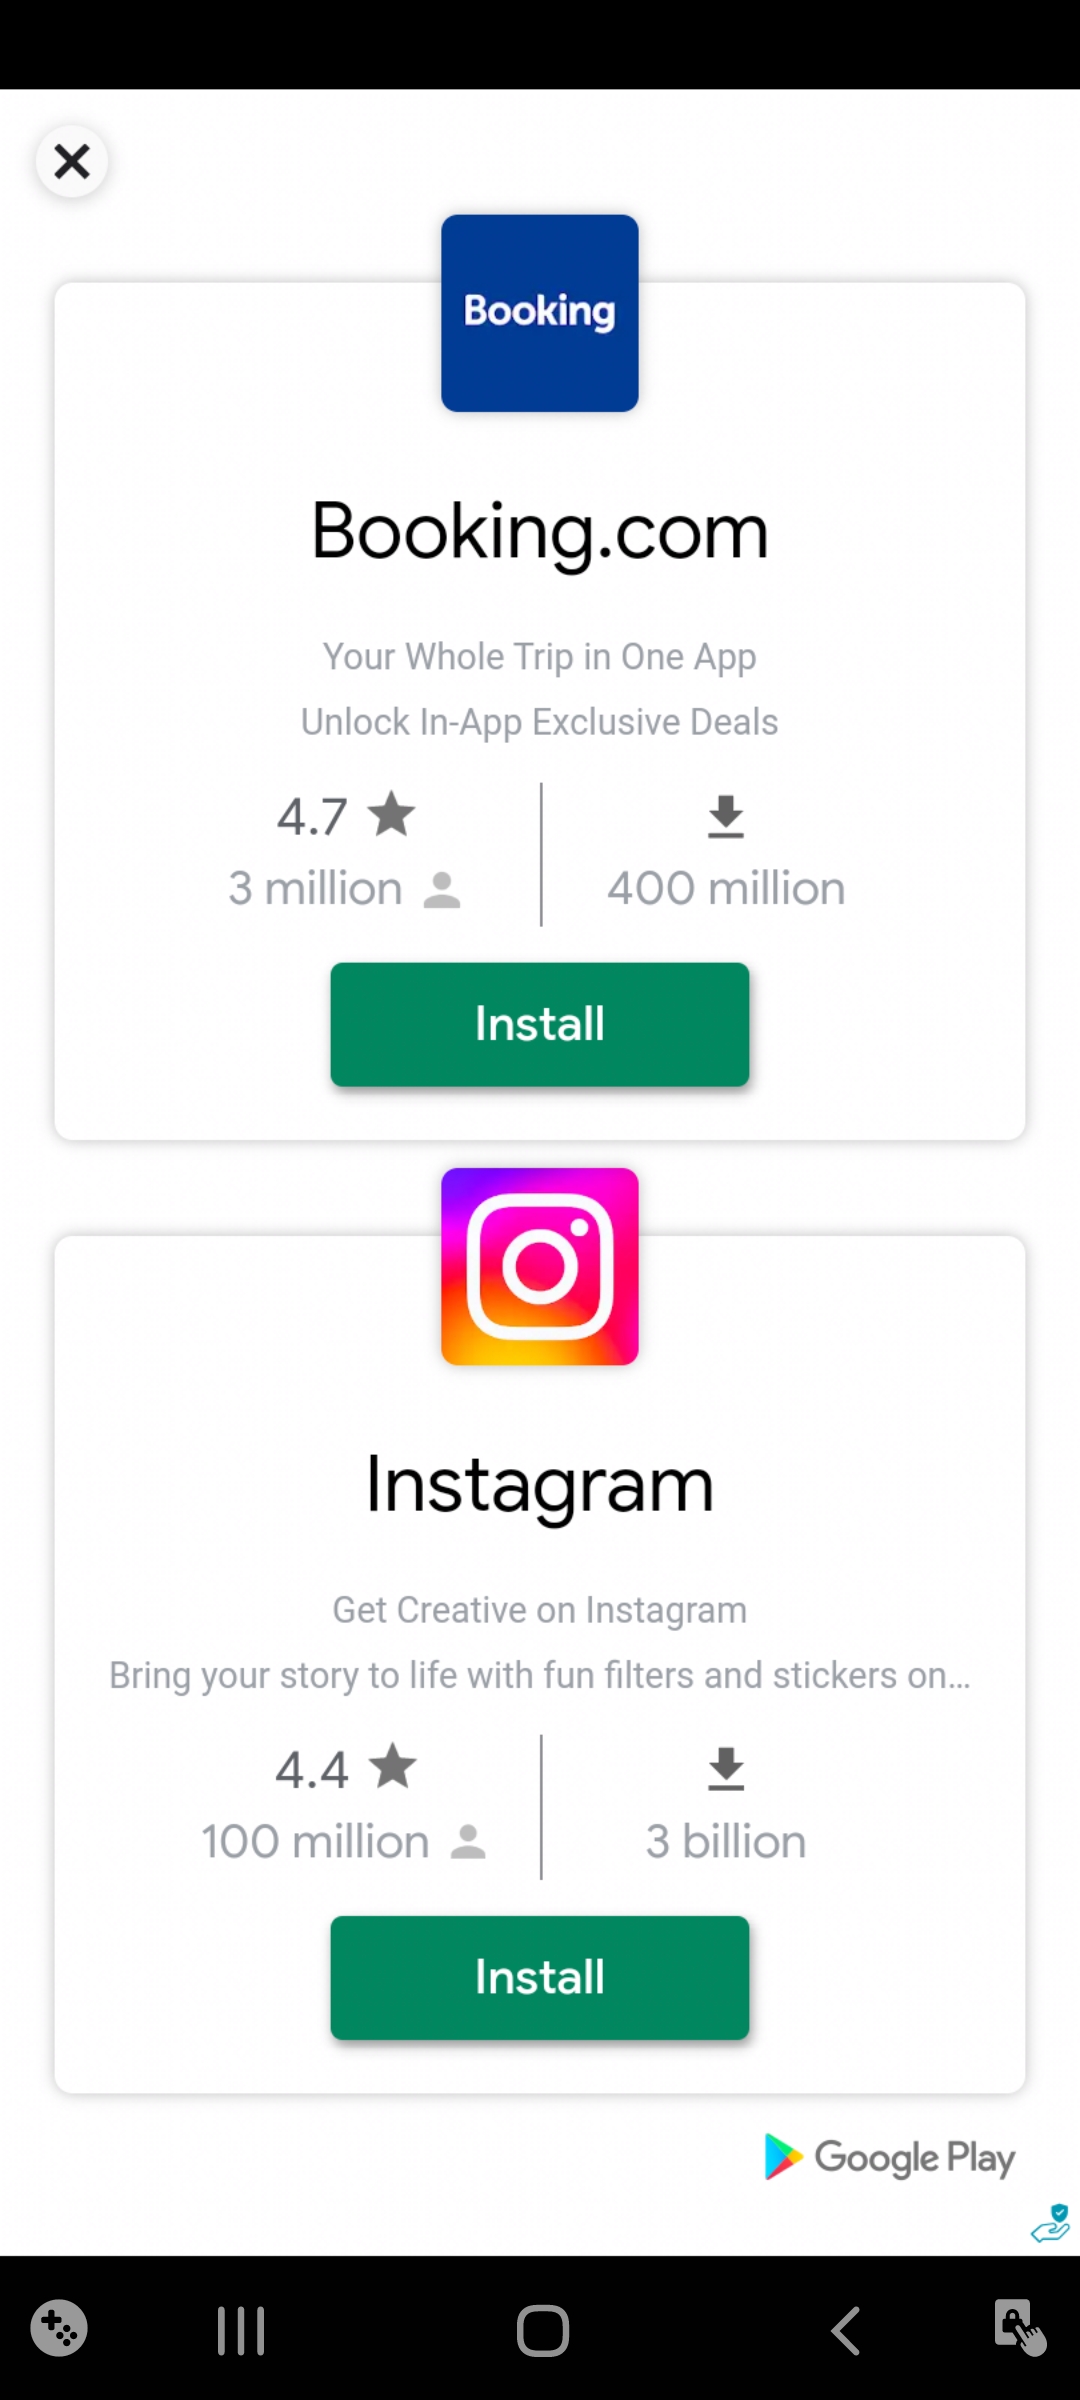 Booking
Booking.com
Your Whole Trip in One App
Unlock In-App Exclusive Deals
4.7
3 million
400 million
Install
Instagram
Get Creative on Instagram
Bring your story to life with fun filters and stickers on...
4.4
100 million
3 billion
Install
Google Play